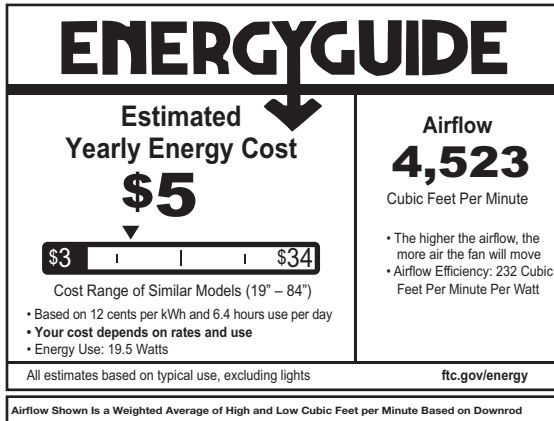 ENERGYGUIDE
Estimated
Yearly Energy Cost
$5
$3
$34
Cost Range of Similar Models (19” – 84”)
• Based on 12 cents per kWh and 6.4 hours use per day
• Your cost depends on rates and use
• Energy Use: 19.5 Watts
Airflow
4,523
Cubic Feet Per Minute
• The higher the airflow, the
more air the fan will move
• Airflow Efficiency: 232 Cubic
Feet Per Minute Per Watt
All estimates based on typical use, excluding lights
ftc.gov/energy
Airflow Shown Is a Weighted Average of High and Low Cubic Feet per Minute Based on Downrod